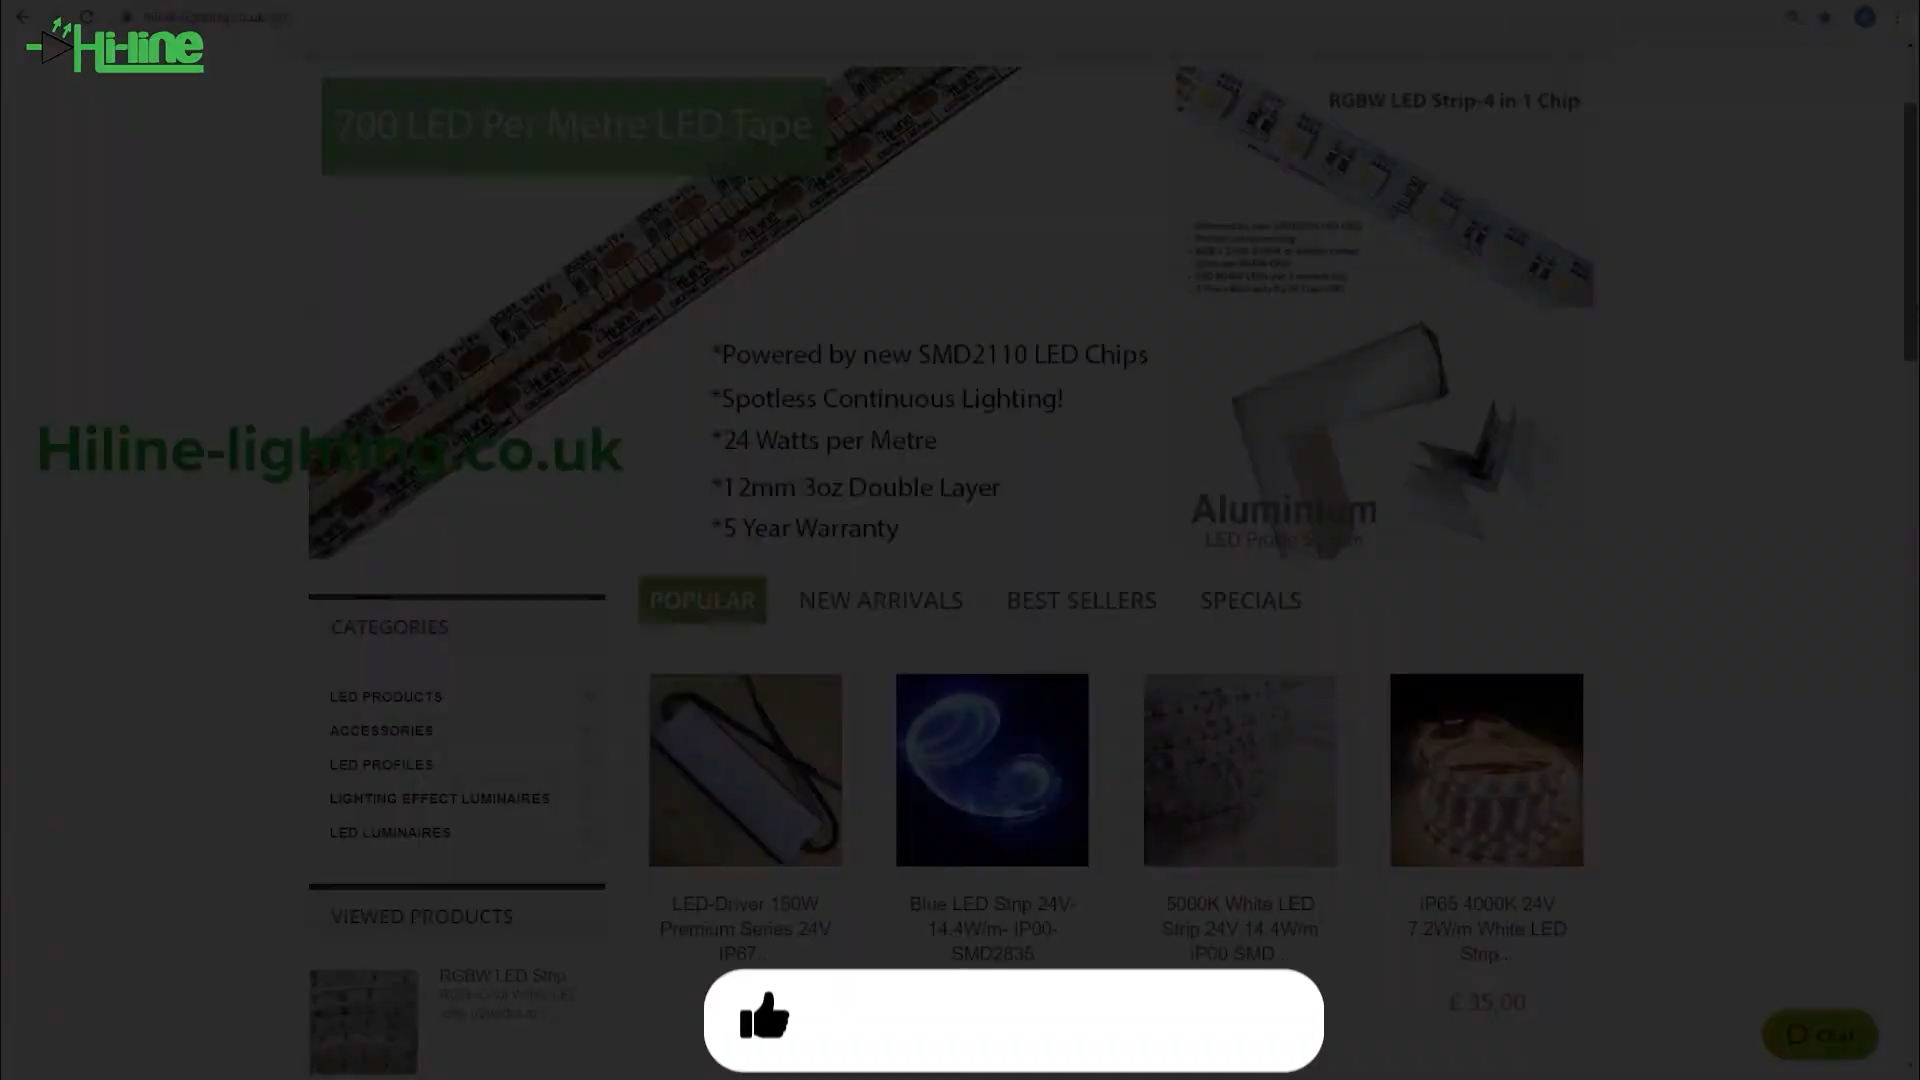 Hi-line
700 LED Per Metre LED Tape
RGBW LED Strip-4 in 1 Chip
*Powered by new SMD2110 LED Chips
*Spotless Continuous Lighting!
*24 Watts per Metre
*12mm 3oz Double Layer
*5 Year Warranty
Hiline-lighting.co.uk
Aluminium
LED Profile System
POPULAR
NEW ARRIVALS
BEST SELLERS
SPECIALS
CATEGORIES
LED PRODUCTS
ACCESSORIES
LED PROFILES
LIGHTING EFFECT LUMINAIRES
LED LUMINAIRES
VIEWED PRODUCTS
RGBW LED Strip
LED-Driver 150W
Premium Series 24V
IP67...
Blue LED Strip 24V-
14.4W/m- IP00-
SMD2835
5000K White LED
Strip 24V 14.4W/m
IP00 SMD ...
IP65 4000K 24V
7.2W/m White LED
Strip...
£ 35.00
Chat